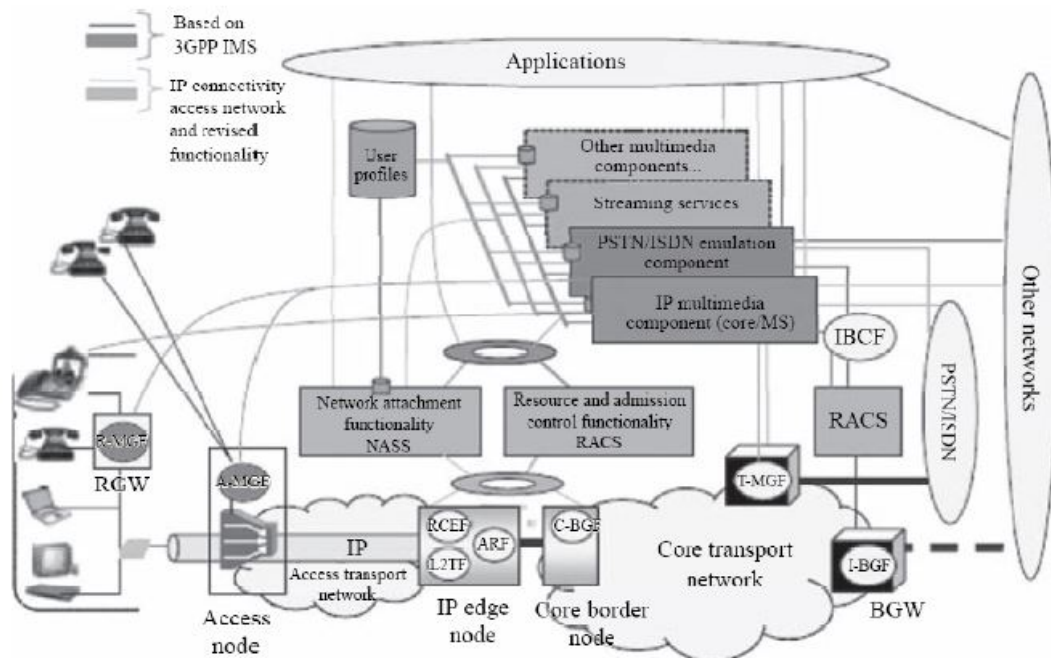 Based on
3GPP IMS
IP connectivity
access network
and revised
functionality
Applications
User
profiles
Other multimedia
components...
Streaming services
PSTN/ISDN emulation
component
IP multimedia
component (core/MS)
IBCF
Other networks
PSTN/ISDN
Network attachment
functionality
NASS
Resource and admission
control functionality
RACS
RACS
R-MGF
RGW
A-MGF
T-MGF
RCEF
ARF
L2TF
C-BGF
IP
Access transport
network
Core transport
network
I-BGF
BGW
Access
node
IP edge
node
Core border
node